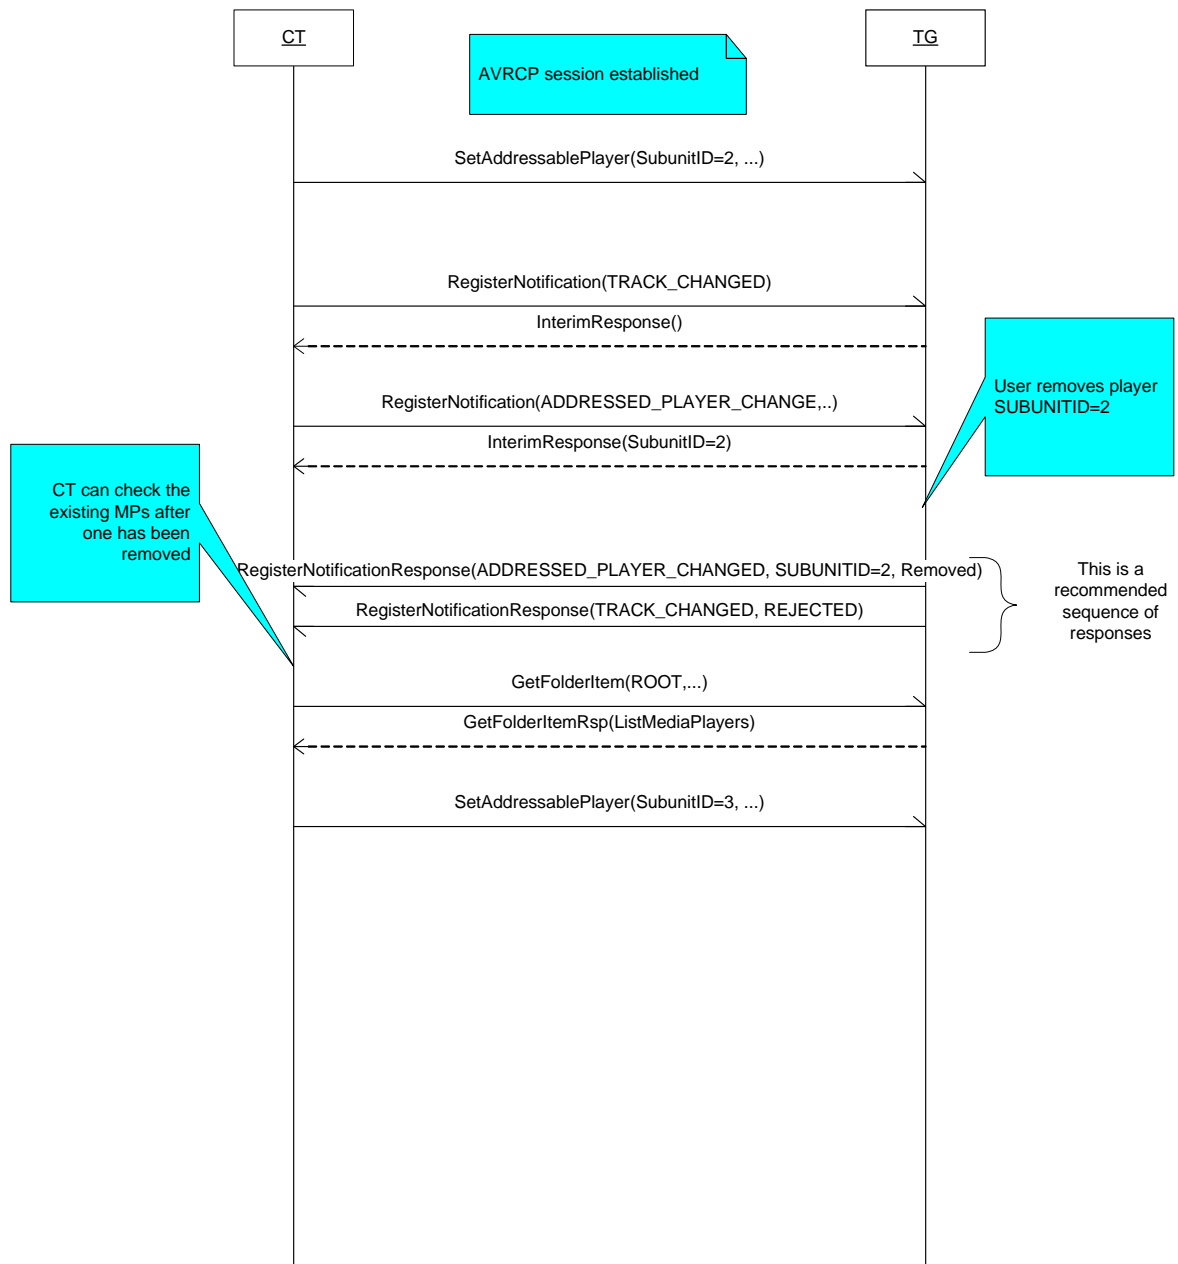 CT
TG
AVRCP session established
SetAddressablePlayer(SubunitID=2, ...)
RegisterNotification(TRACK_CHANGED)
InterimResponse()
User removes player
SUBUNITID=2
RegisterNotification(ADDRESSED_PLAYER_CHANGE,..)
InterimResponse(SubunitID=2)
CT can check the
existing MPs after
one has been
removed
RegisterNotificationResponse(ADDRESSED_PLAYER_CHANGED, SUBUNITID=2, Removed)
RegisterNotificationResponse(TRACK_CHANGED, REJECTED)
This is a
recommended
sequence of
responses
GetFolderItem(ROOT,...)
GetFolderItemRsp(ListMediaPlayers)
SetAddressablePlayer(SubunitID=3, ...)